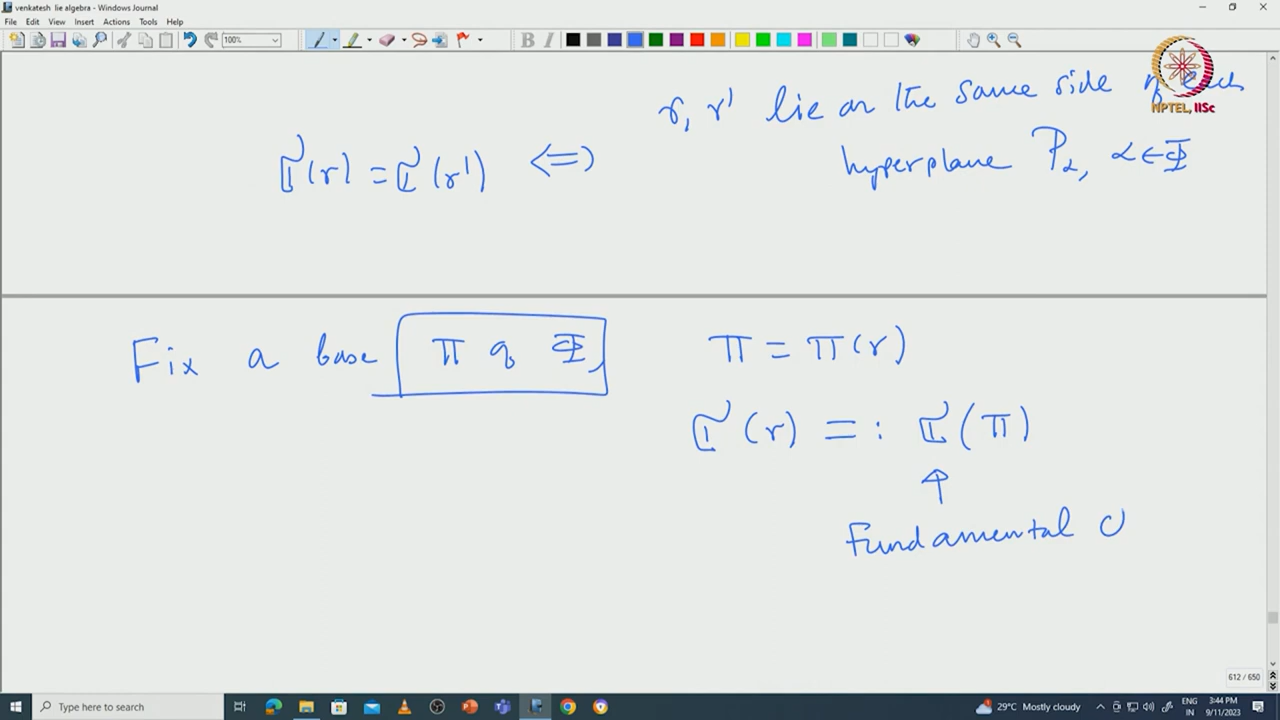 venkatesh lie algebra - Windows Journal
File Edit View Insert Actions Tools Help
100%
B I
NPTEL, IISc
r, r' lie on the same side of each
ℭ(r) = ℭ(r') <=> hyperplane P_α, α ∈ Φ
Fix a base Π of Φ, Π = Π(r)
ℭ(r) =: ℭ(Π)
↑
Fundamental C
612 / 650
Type here to search
29°C Mostly cloudy
ENG
IN
3:44 PM
9/11/2023